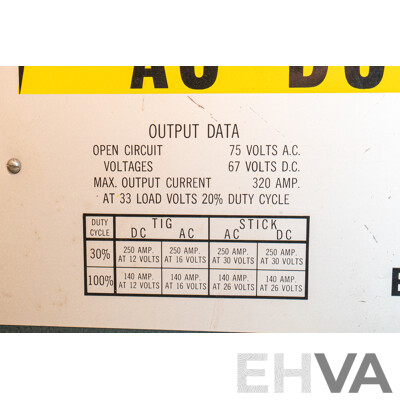 AC DC
OUTPUT DATA
OPEN CIRCUIT 75 VOLTS A.C.
VOLTAGES 67 VOLTS D.C.
MAX. OUTPUT CURRENT 320 AMP.
AT 33 LOAD VOLTS 20% DUTY CYCLE
DUTY CYCLE TIG STICK
DC AC AC DC
30% 250 AMP. 250 AMP. 250 AMP. 250 AMP.
AT 12 VOLTS AT 16 VOLTS AT 30 VOLTS AT 30 VOLTS
100% 140 AMP. 140 AMP. 140 AMP. 140 AMP.
AT 12 VOLTS AT 16 VOLTS AT 26 VOLTS AT 26 VOLTS
EHVA